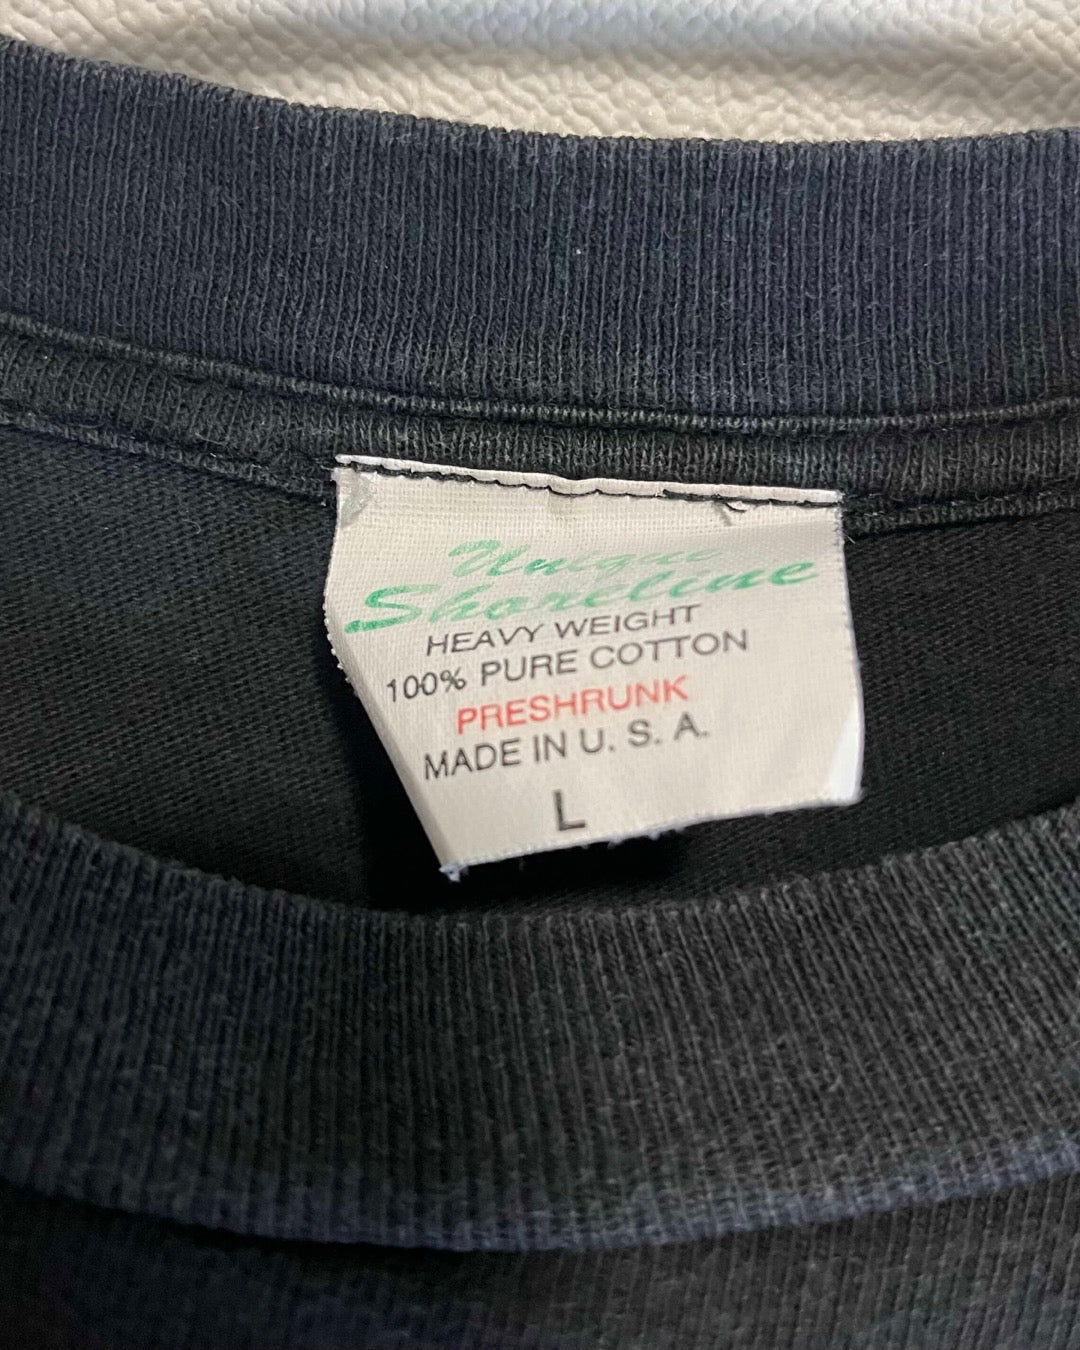 Unique
Shoreline
HEAVY WEIGHT
100% PURE COTTON
PRESHRUNK
MADE IN U. S. A.
L